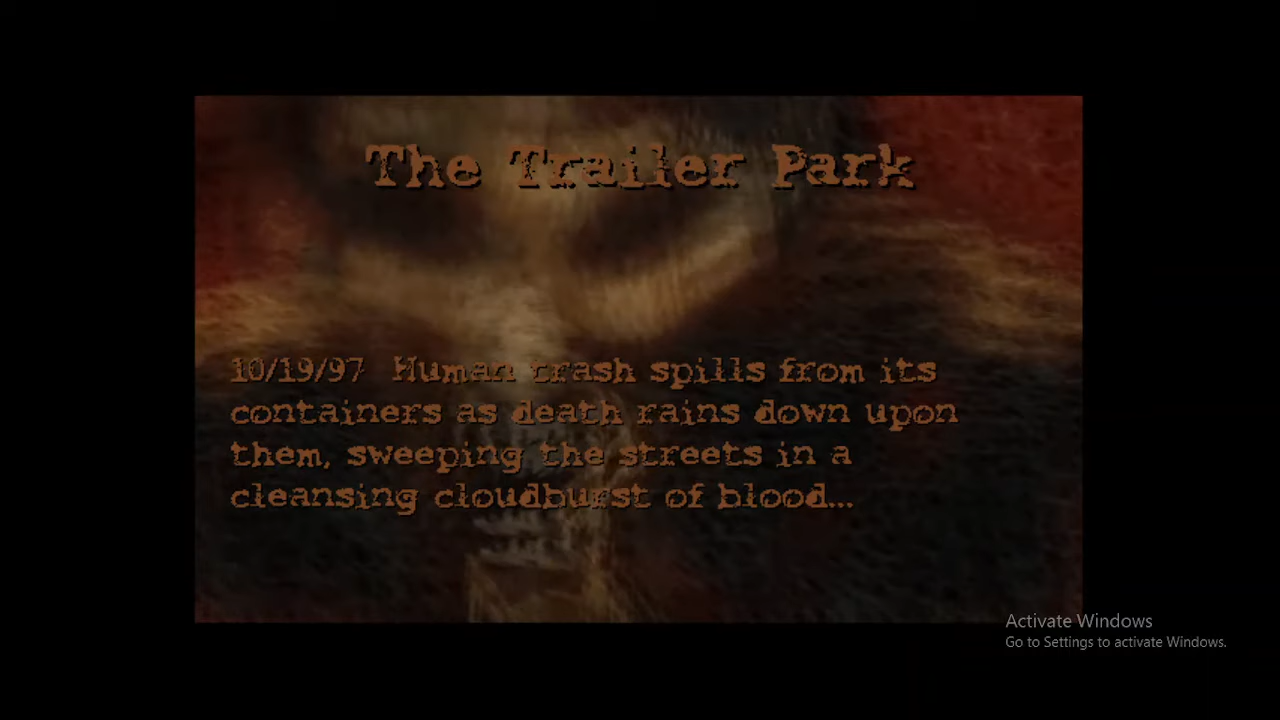 The Trailer Park
10/19/97 Human trash spills from its
containers as death rains down upon
them, sweeping the streets in a
cleansing cloudburst of blood...
Activate Windows
Go to Settings to activate Windows.